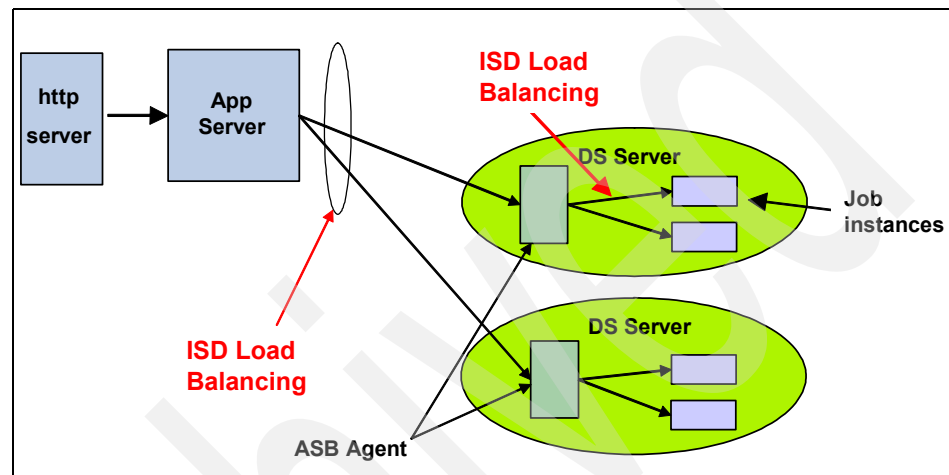 http
server
App
Server
ISD Load
Balancing
DS Server
Job
instances
DS Server
ISD Load
Balancing
ASB Agent